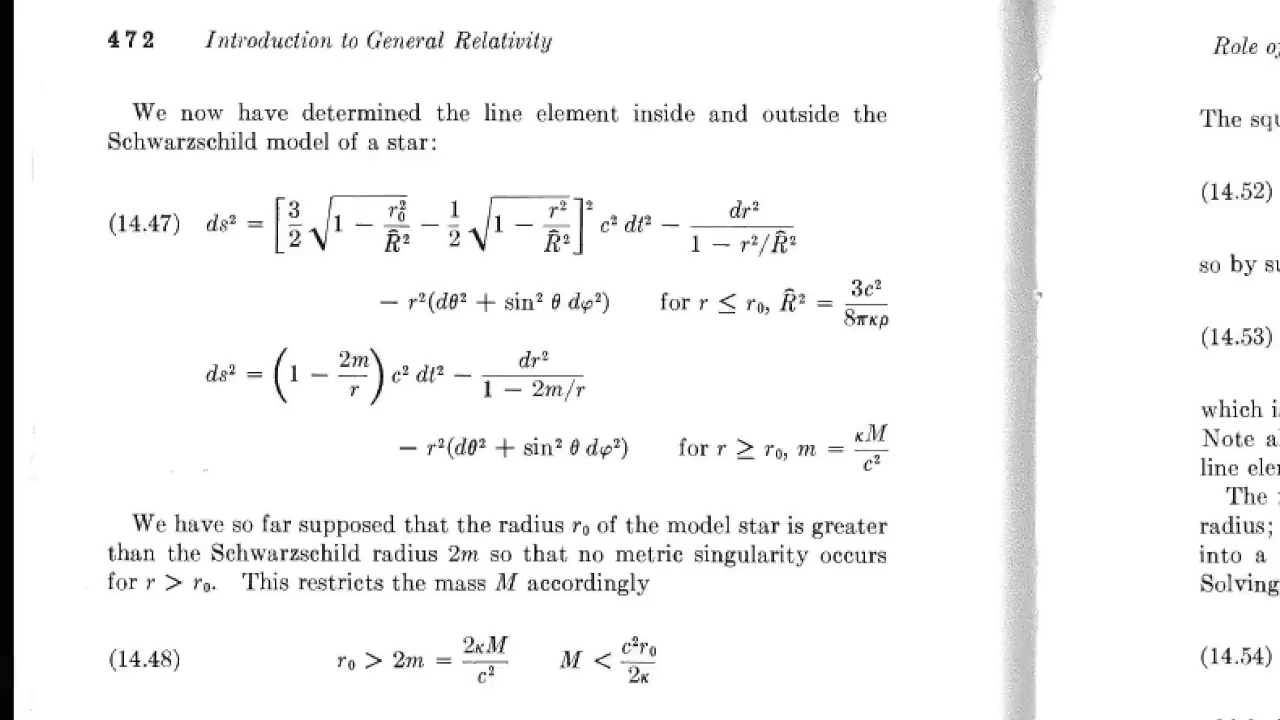 472 Introduction to General Relativity
We now have determined the line element inside and outside the
Schwarzschild model of a star:
(14.47) ds² = [3/2 √(1 − r₀²/R̂²) − 1/2 √(1 − r²/R̂²)]² c² dt² − dr²/(1 − r²/R̂²)
− r²(dθ² + sin² θ dφ²) for r ≤ r₀, R̂² = 3c²/8πκρ
ds² = (1 − 2m/r) c² dt² − dr²/(1 − 2m/r)
− r²(dθ² + sin² θ dφ²) for r ≥ r₀, m = κM/c²
We have so far supposed that the radius r₀ of the model star is greater
than the Schwarzschild radius 2m so that no metric singularity occurs
for r > r₀. This restricts the mass M accordingly
(14.48) r₀ > 2m = 2κM/c² M < c²r₀/2κ
Role
The
(14.52)
so by
(14.53)
which
Note
line
The
radius;
into a
Solving
(14.54)